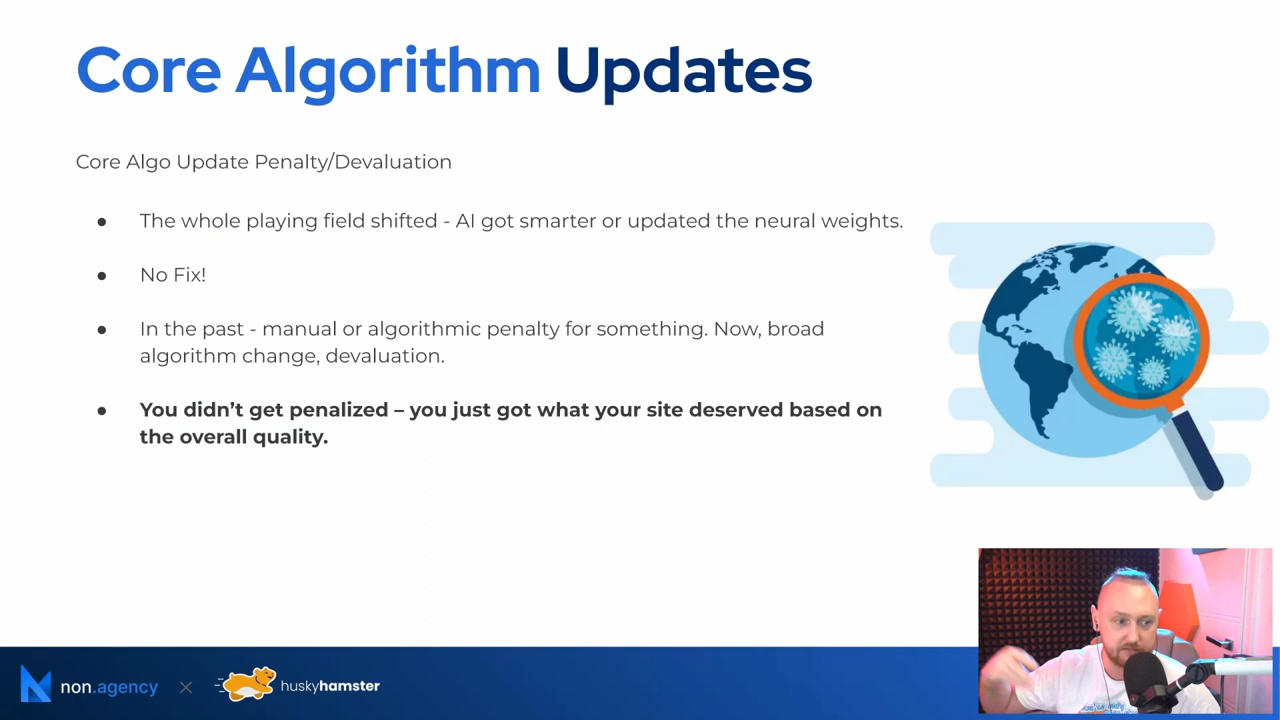 Core Algorithm Updates
Core Algo Update Penalty/Devaluation
● The whole playing field shifted - AI got smarter or updated the neural weights.
● No Fix!
● In the past - manual or algorithmic penalty for something. Now, broad
algorithm change, devaluation.
● You didn’t get penalized – you just got what your site deserved based on
the overall quality.
non.agency × huskyhamster